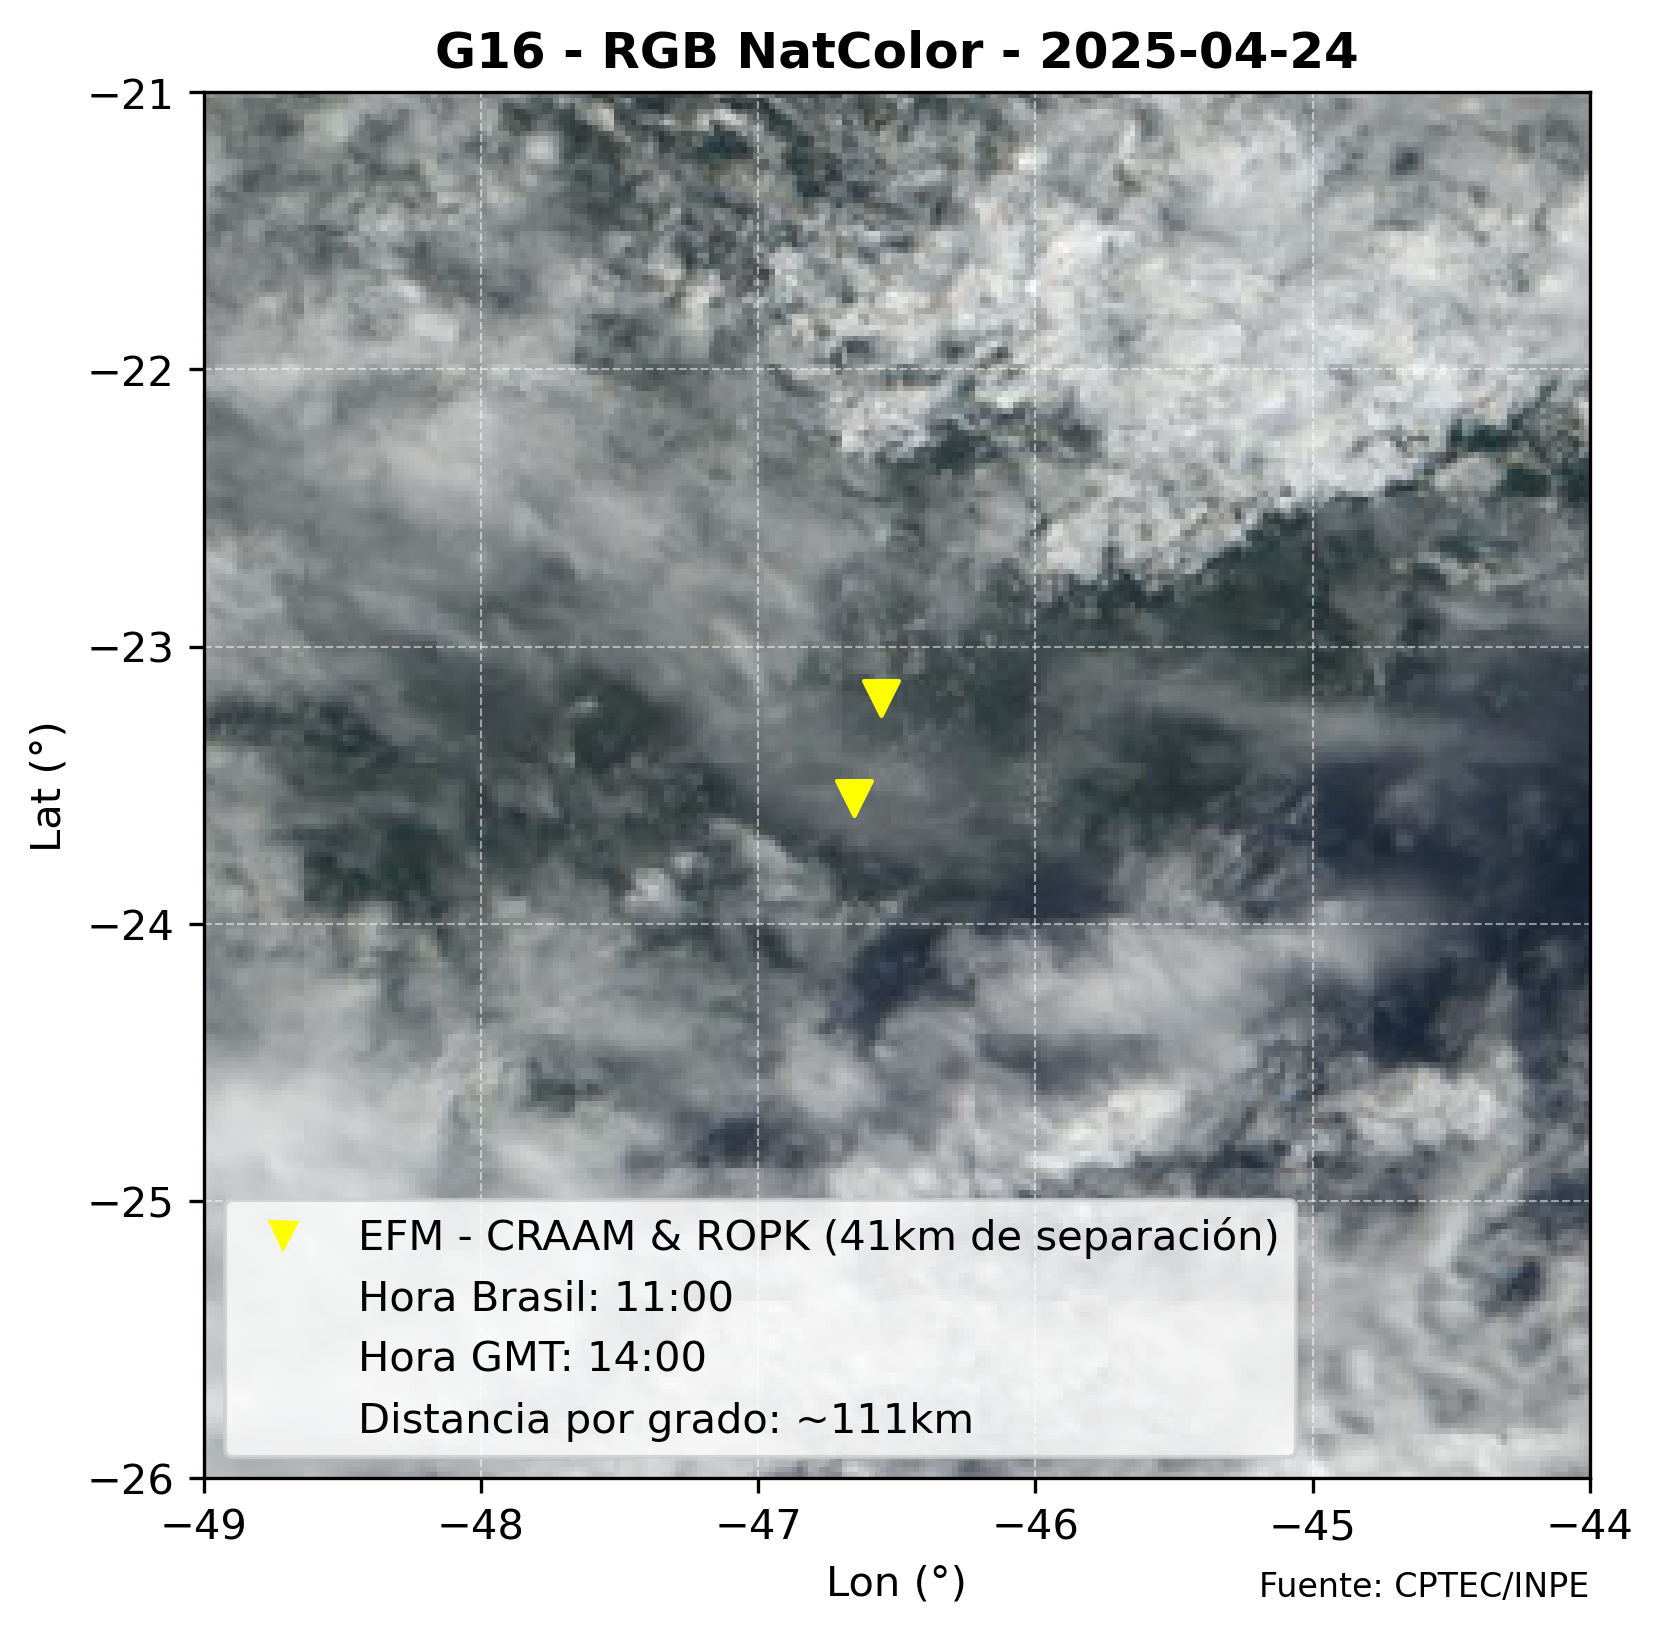 G16 - RGB NatColor - 2025-04-24
−21
−22
−23
−24
−25
−26
Lat (°)
EFM - CRAAM & ROPK (41km de separación)
Hora Brasil: 11:00
Hora GMT: 14:00
Distancia por grado: ~111km
−49
−48
−47
−46
−45
−44
Lon (°)
Fuente: CPTEC/INPE